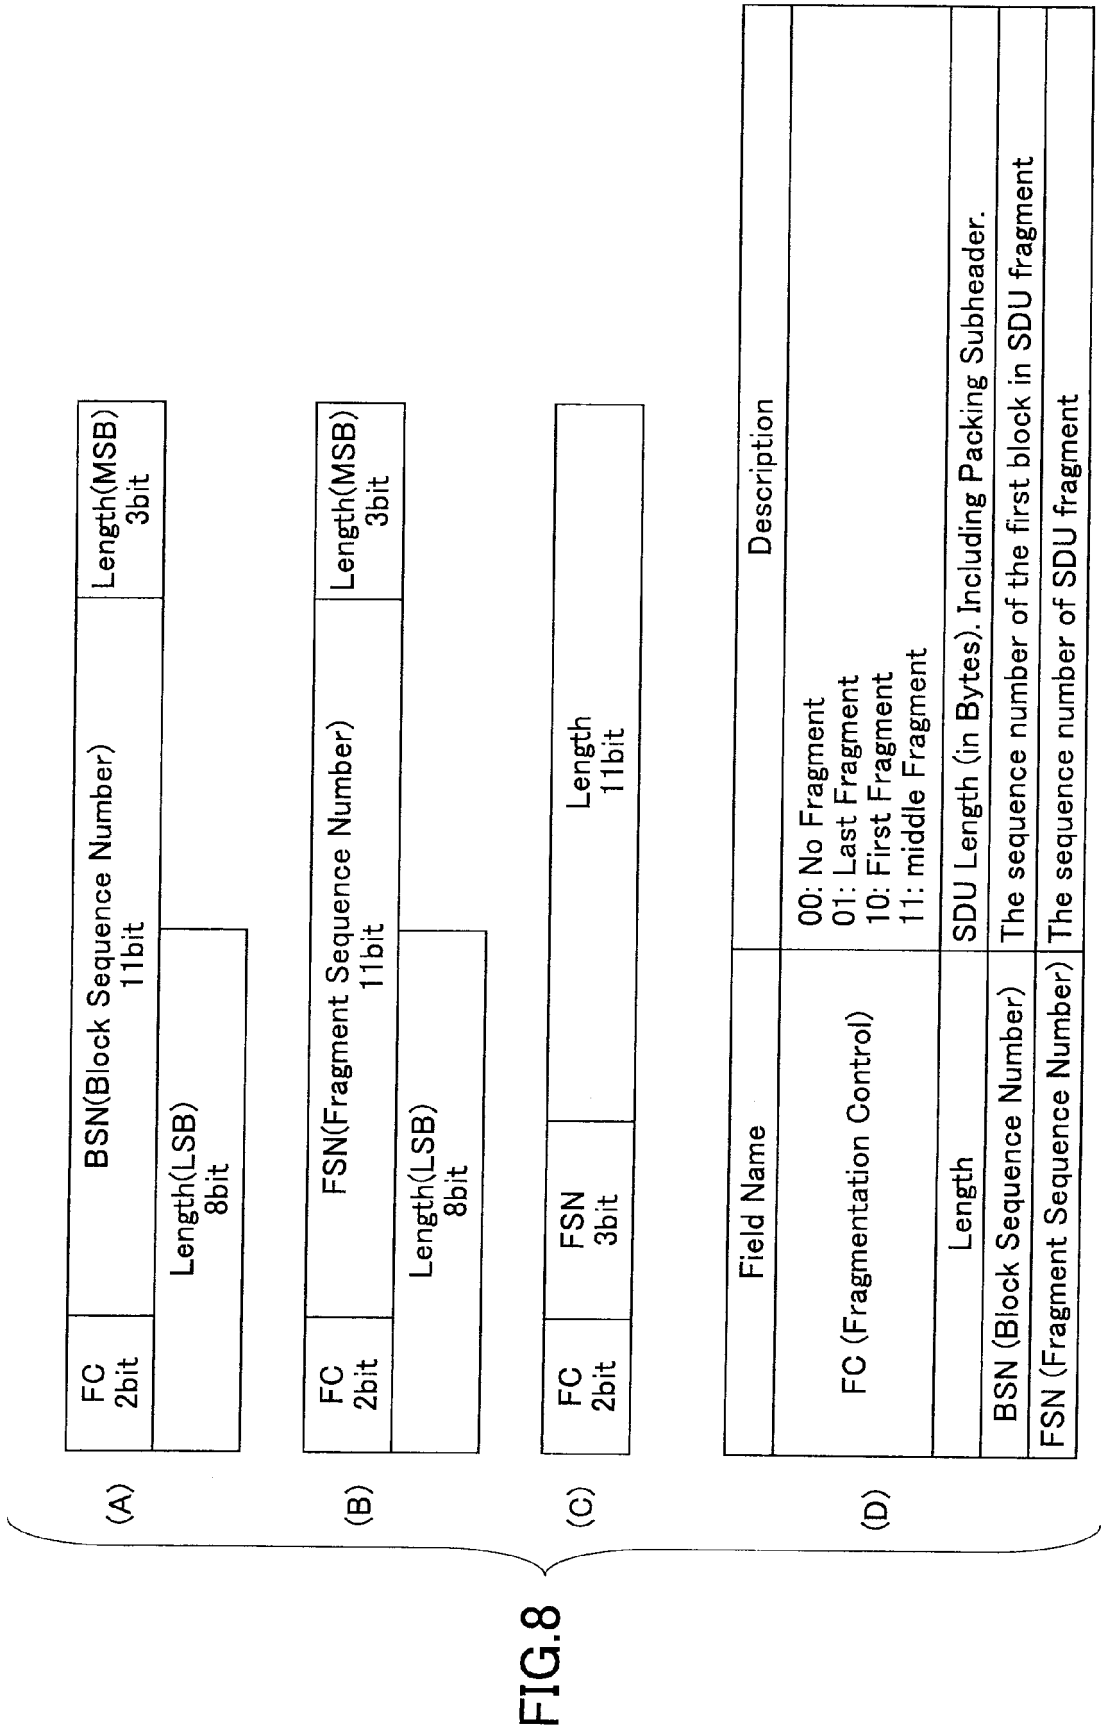 FIG.8
(A)
FC
2bit
BSN(Block Sequence Number)
11bit
Length(MSB)
3bit
Length(LSB)
8bit
(B)
FC
2bit
FSN(Fragment Sequence Number)
11bit
Length(MSB)
3bit
Length(LSB)
8bit
(C)
FC
2bit
FSN
3bit
Length
11bit
(D)
Field Name
Description
FC (Fragmentation Control)
00: No Fragment
01: Last Fragment
10: First Fragment
11: middle Fragment
Length
SDU Length (in Bytes). Including Packing Subheader.
BSN (Block Sequence Number)
The sequence number of the first block in SDU fragment
FSN (Fragment Sequence Number)
The sequence number of SDU fragment